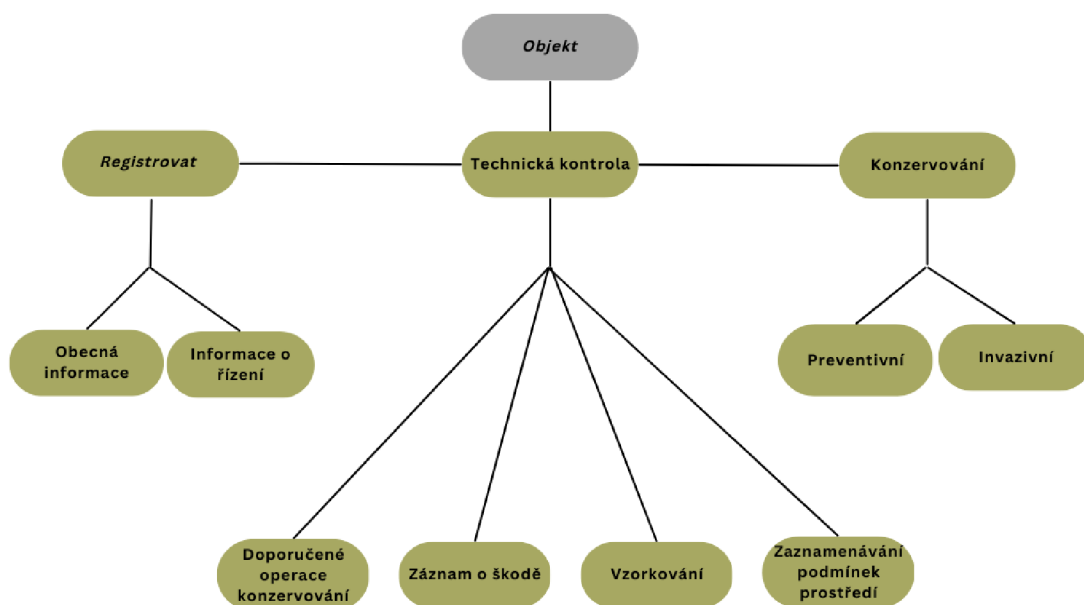 Objekt
Registrovat
Technická kontrola
Konzervování
Obecná
informace
Informace o
řízení
Preventivní
Invazivní
Doporučené
operace
konzervování
Záznam o škodě
Vzorkování
Zaznamenávání
podmínek
prostředí